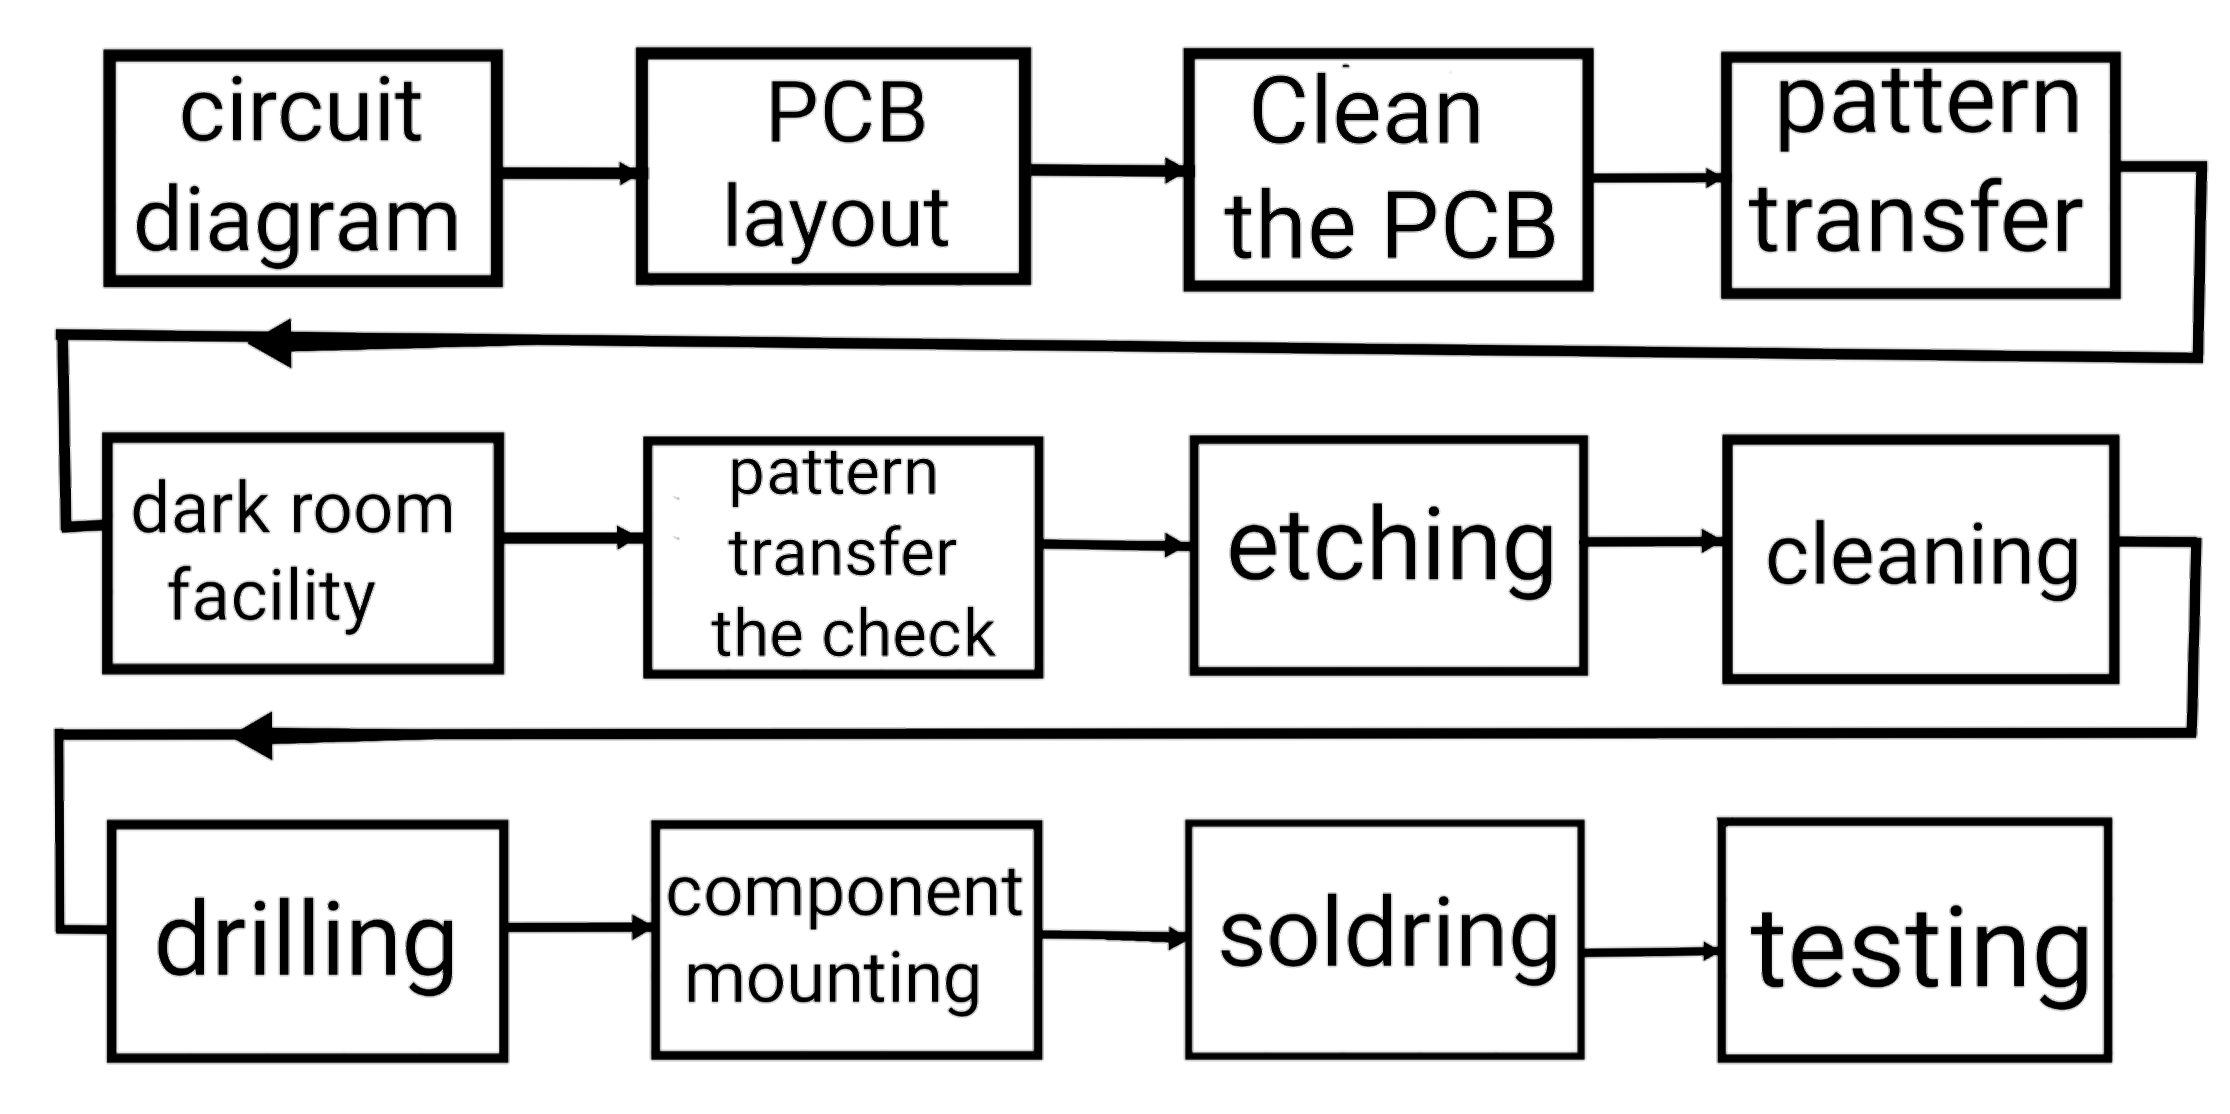 circuit
diagram
PCB
layout
Clean
the PCB
pattern
transfer
dark room
facility
pattern
transfer
the check
etching
cleaning
drilling
component
mounting
soldring
testing